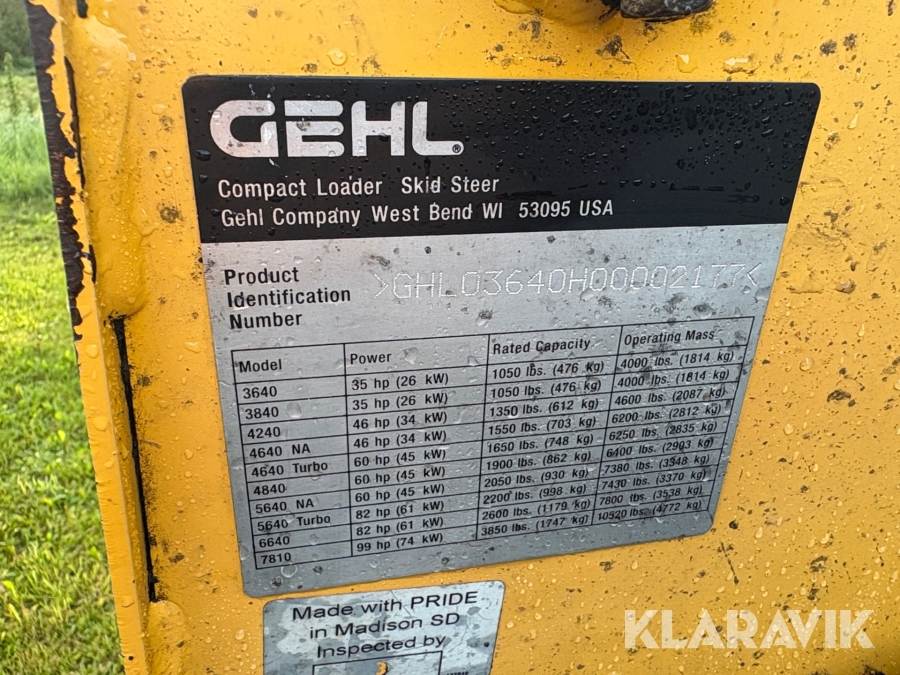 GEHL®
Compact Loader Skid Steer
Gehl Company West Bend WI 53095 USA
Product Identification Number
>GHL03640H00002177<
Model Power Rated Capacity Operating Mass
3640 35 hp (26 kW) 1050 lbs. (476 kg) 4000 lbs. (1814 kg)
3840 35 hp (26 kW) 1050 lbs. (476 kg) 4000 lbs. (1814 kg)
4240 46 hp (34 kW) 1350 lbs. (612 kg) 4600 lbs. (2087 kg)
4640 NA 46 hp (34 kW) 1550 lbs. (703 kg) 6200 lbs. (2812 kg)
4640 Turbo 60 hp (45 kW) 1650 lbs. (748 kg) 6250 lbs. (2835 kg)
4840 60 hp (45 kW) 1900 lbs. (862 kg) 6400 lbs. (2903 kg)
5640 NA 60 hp (45 kW) 2050 lbs. (930 kg) 7380 lbs. (3348 kg)
5640 Turbo 82 hp (61 kW) 2200 lbs. (998 kg) 7430 lbs. (3370 kg)
6640 82 hp (61 kW) 2600 lbs. (1179 kg) 7800 lbs. (3538 kg)
7810 99 hp (74 kW) 3850 lbs. (1747 kg) 10520 lbs. (4772 kg)
Made with PRIDE
in Madison SD
Inspected by
KLARAVIK